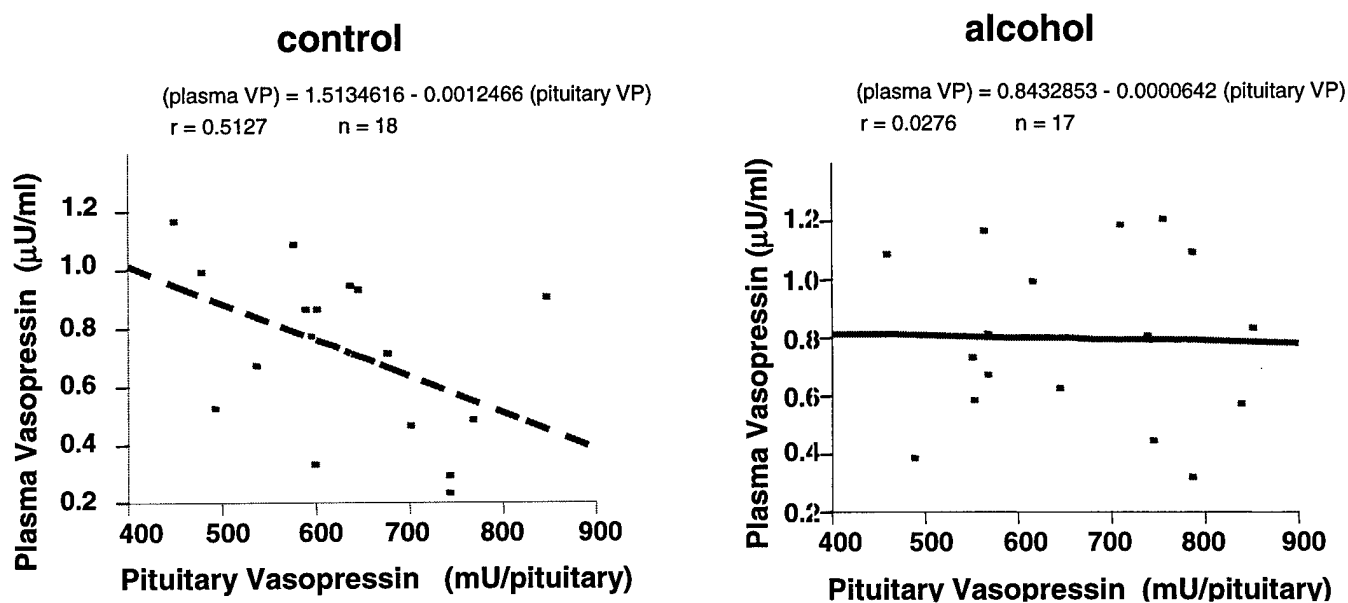 control
(plasma VP) = 1.5134616 - 0.0012466 (pituitary VP)
r = 0.5127 n = 18
Plasma Vasopressin (µU/ml)
1.2
1.0
0.8
0.6
0.4
0.2
400 500 600 700 800 900
Pituitary Vasopressin (mU/pituitary)
alcohol
(plasma VP) = 0.8432853 - 0.0000642 (pituitary VP)
r = 0.0276 n = 17
Plasma Vasopressin (µU/ml)
1.2
1.0
0.8
0.6
0.4
0.2
400 500 600 700 800 900
Pituitary Vasopressin (mU/pituitary)